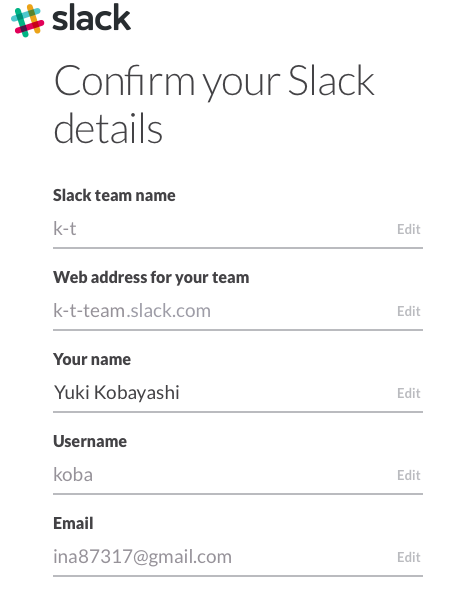 slack
Confirm your Slack
details
Slack team name
k-t
Edit
Web address for your team
k-t-team.slack.com
Edit
Your name
Yuki Kobayashi
Edit
Username
koba
Edit
Email
ina87317@gmail.com
Edit